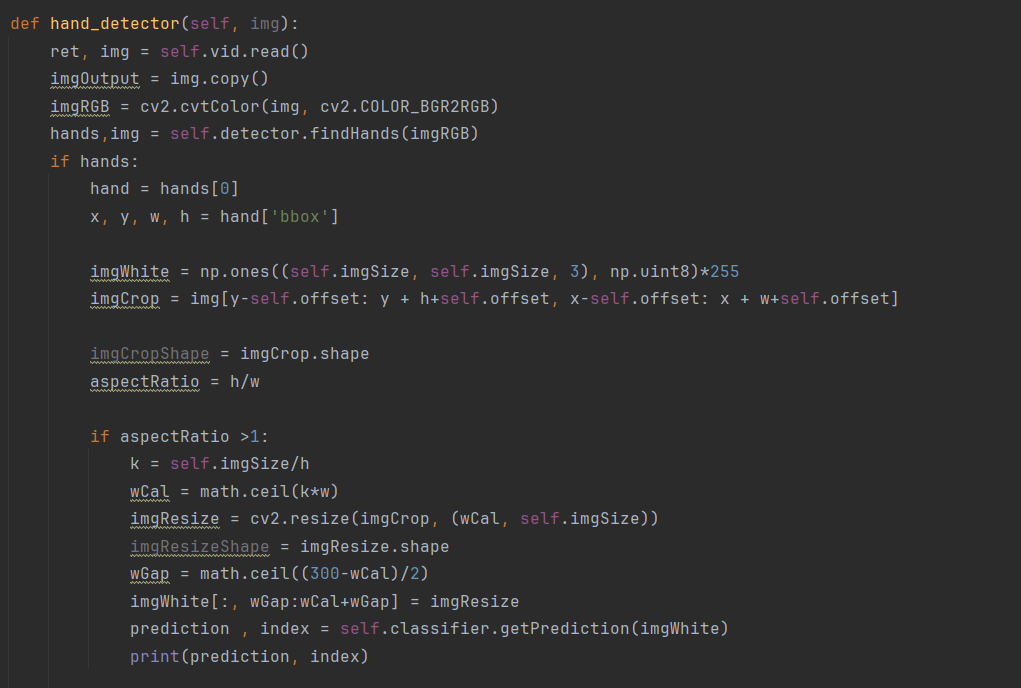 def hand_detector(self, img):
    ret, img = self.vid.read()
    imgOutput = img.copy()
    imgRGB = cv2.cvtColor(img, cv2.COLOR_BGR2RGB)
    hands,img = self.detector.findHands(imgRGB)
    if hands:
        hand = hands[0]
        x, y, w, h = hand['bbox']

        imgWhite = np.ones((self.imgSize, self.imgSize, 3), np.uint8)*255
        imgCrop = img[y-self.offset: y + h+self.offset, x-self.offset: x + w+self.offset]

        imgCropShape = imgCrop.shape
        aspectRatio = h/w

        if aspectRatio >1:
            k = self.imgSize/h
            wCal = math.ceil(k*w)
            imgResize = cv2.resize(imgCrop, (wCal, self.imgSize))
            imgResizeShape = imgResize.shape
            wGap = math.ceil((300-wCal)/2)
            imgWhite[:, wGap:wCal+wGap] = imgResize
            prediction , index = self.classifier.getPrediction(imgWhite)
            print(prediction, index)